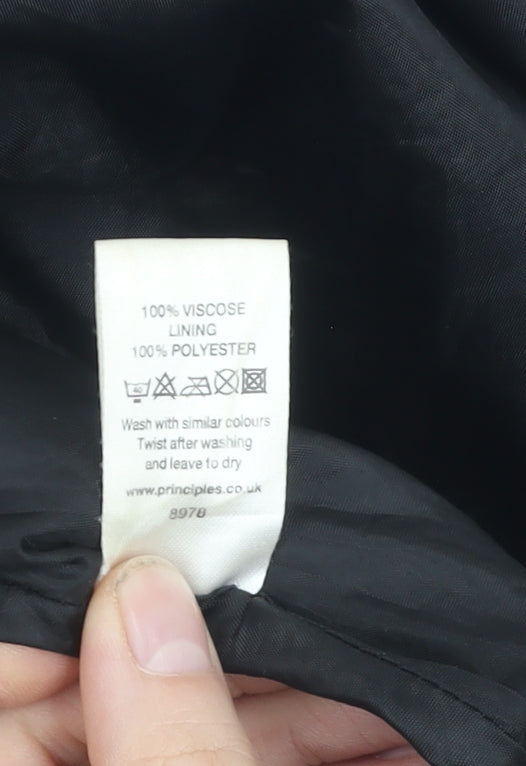 100% VISCOSE
LINING
100% POLYESTER
40
Wash with similar colours
Twist after washing
and leave to dry
www.principles.co.uk
8978